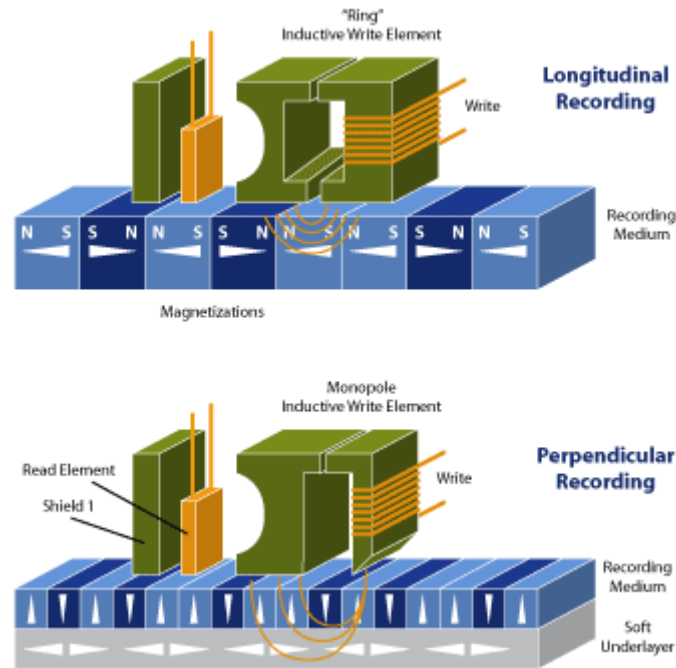 "Ring"
Inductive Write Element
Longitudinal
Recording
Write
Recording
Medium
N S S N N S S N N S S N S N N S
Magnetizations
Monopole
Inductive Write Element
Perpendicular
Recording
Read Element
Shield 1
Write
Recording
Medium
Soft
Underlayer